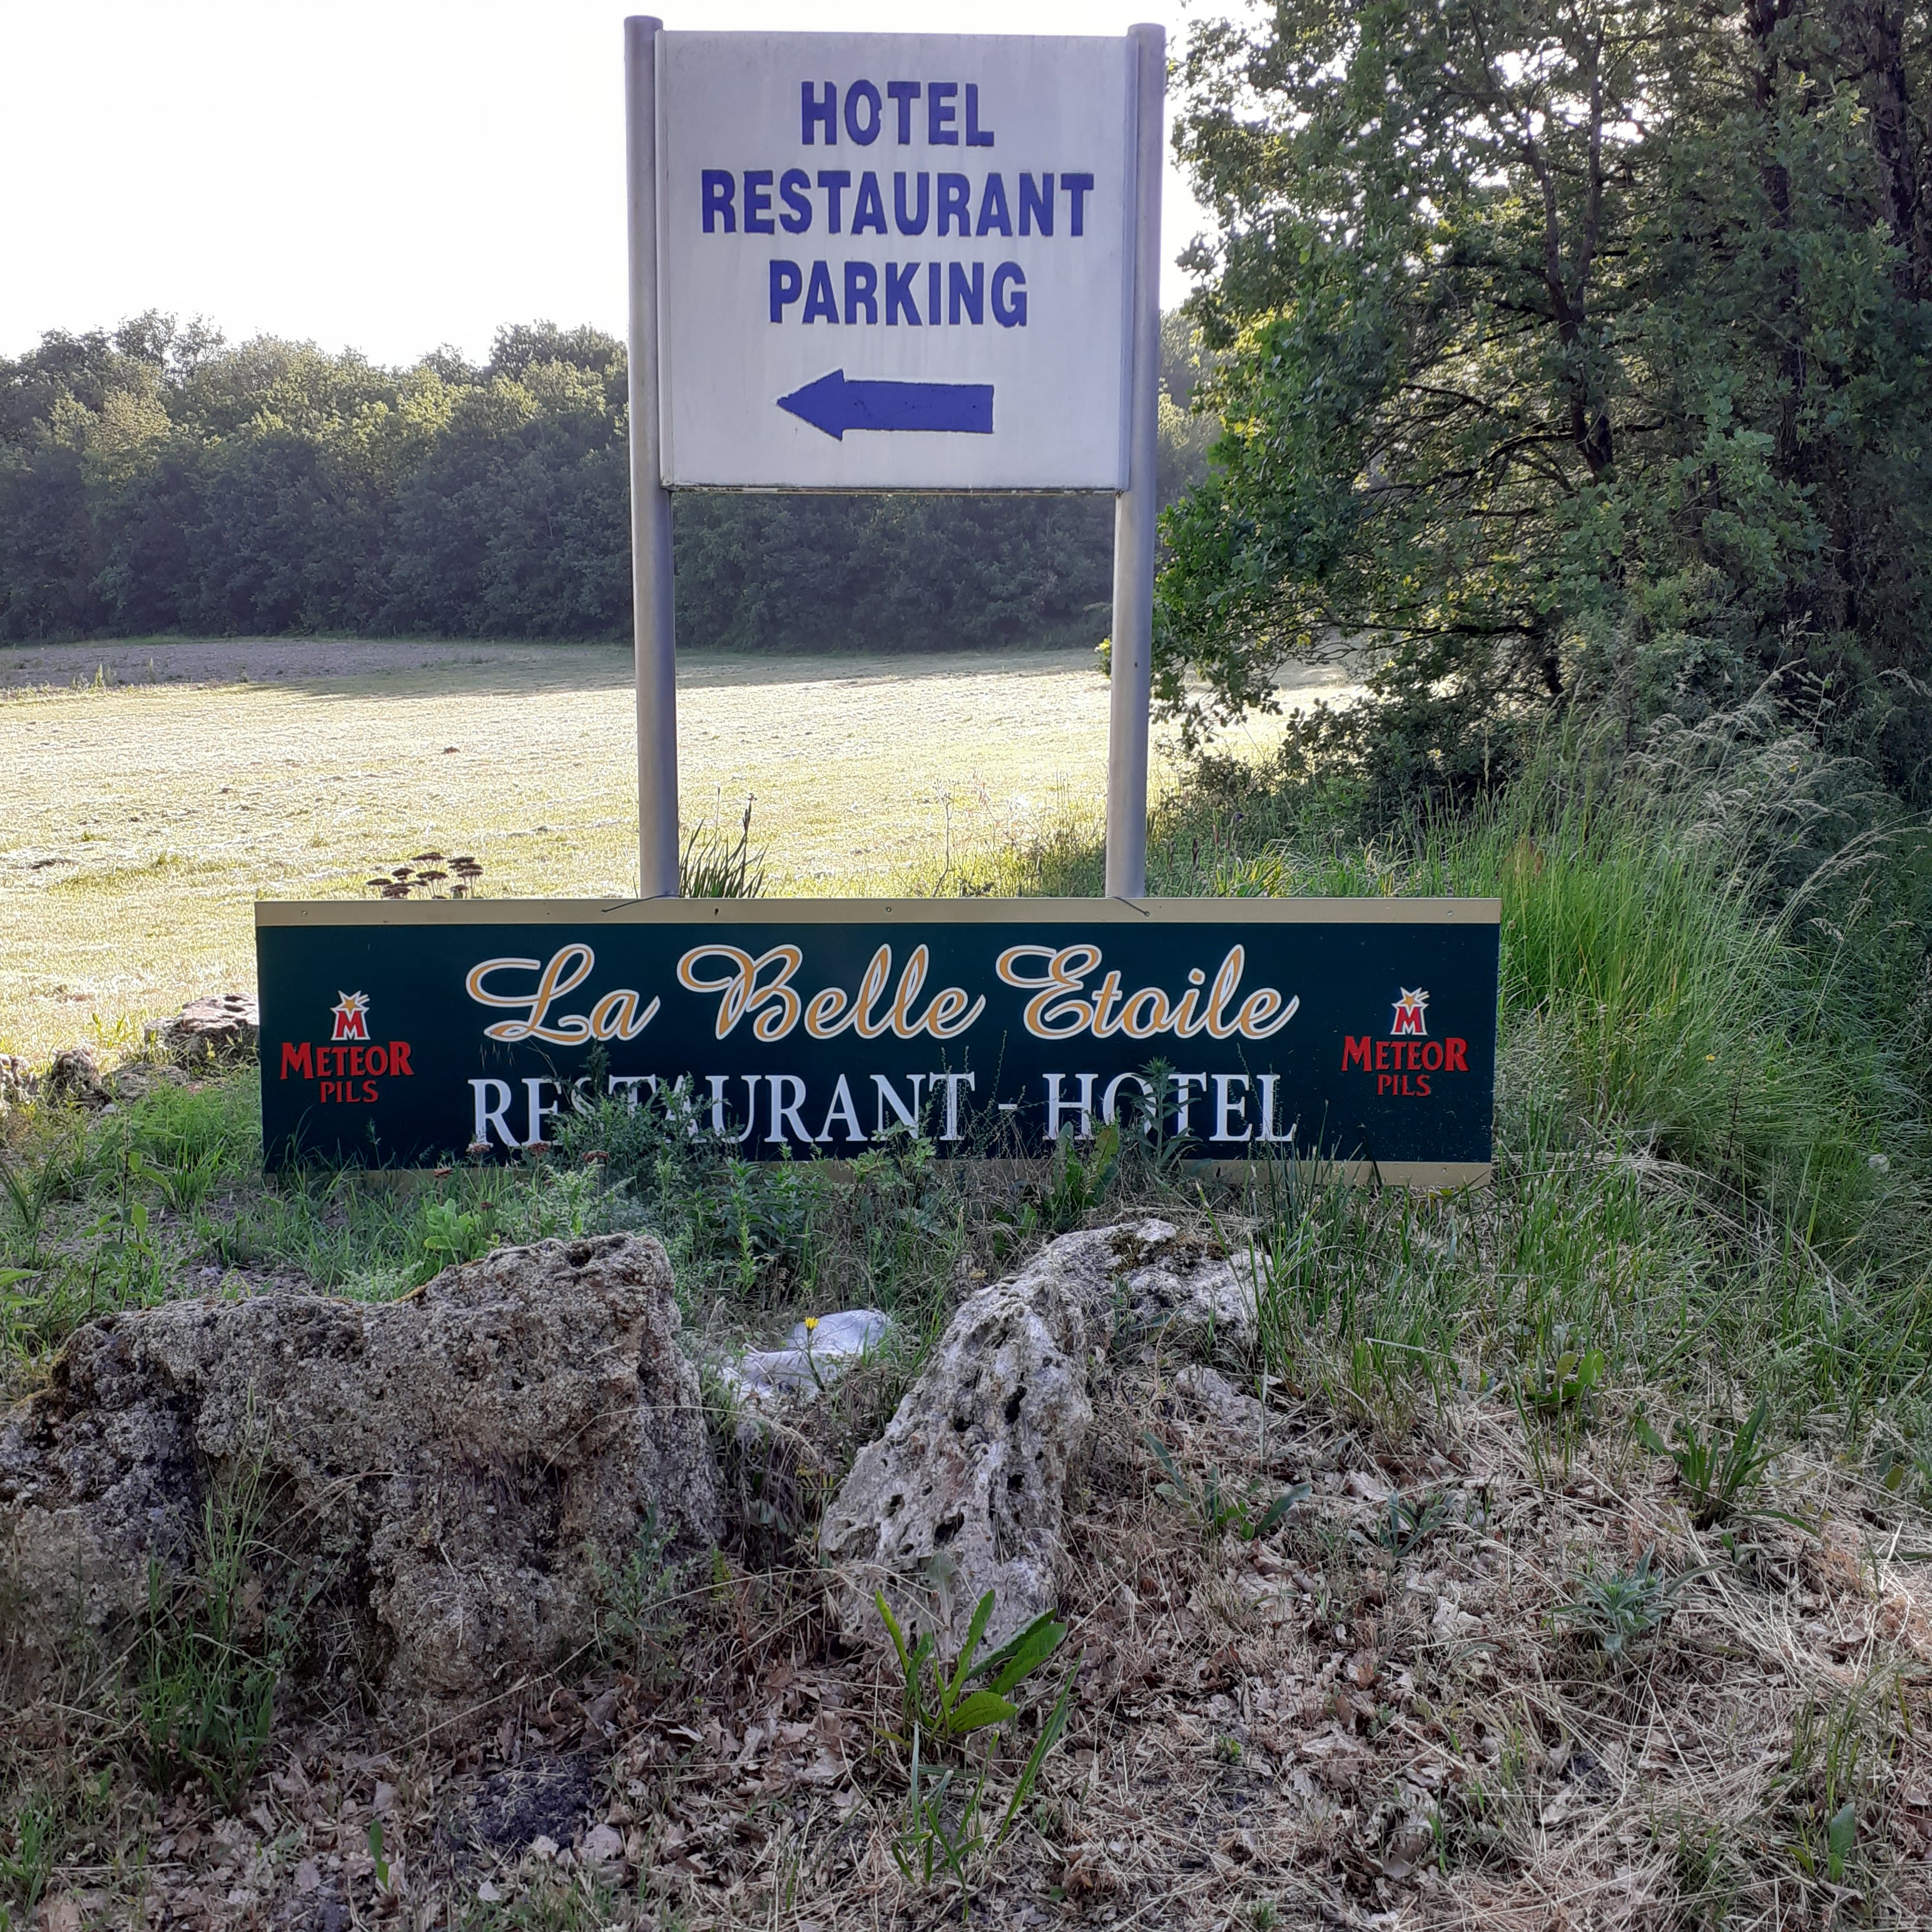 HOTEL
RESTAURANT
PARKING
La Belle Etoile
RESTAURANT - HOTEL
M
METEOR
PILS
M
METEOR
PILS